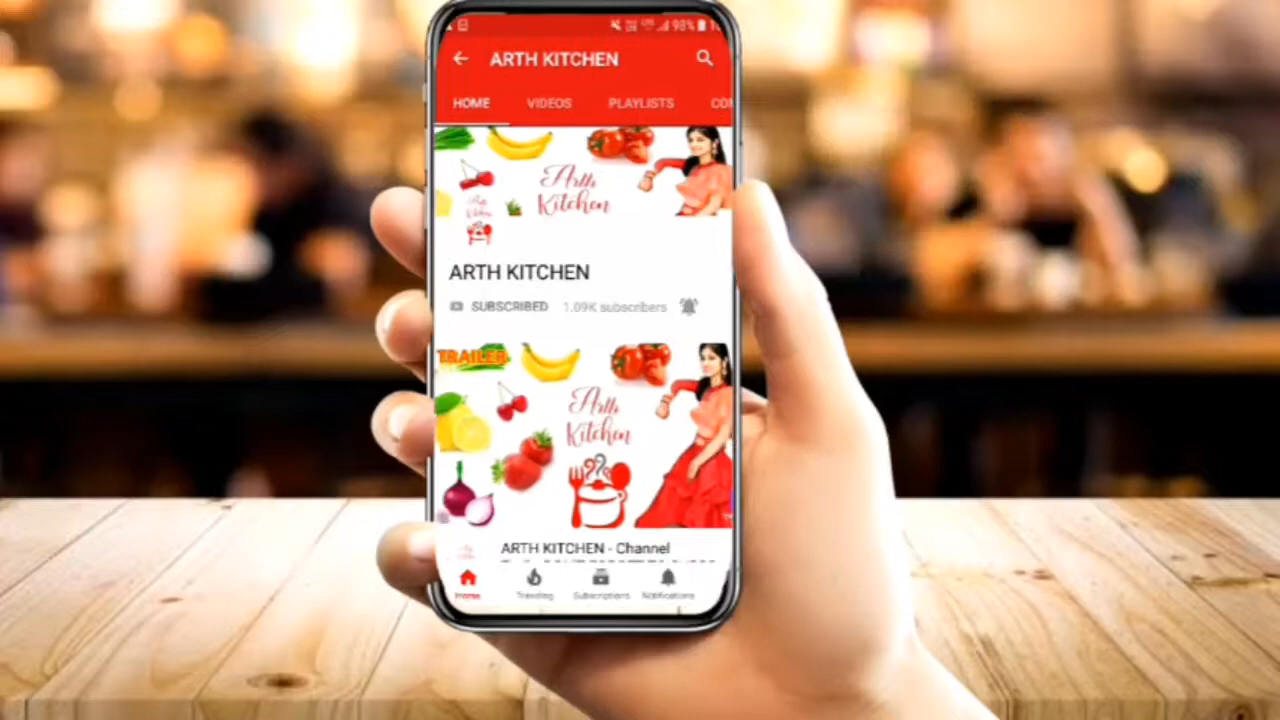 98%
ARTH KITCHEN
HOME VIDEOS PLAYLISTS
Arth
Kitchen
ARTH KITCHEN
SUBSCRIBED 1.09K subscribers
TRAILER
Arth
Kitchen
ARTH KITCHEN - Channel
Home Trending Subscriptions Notifications